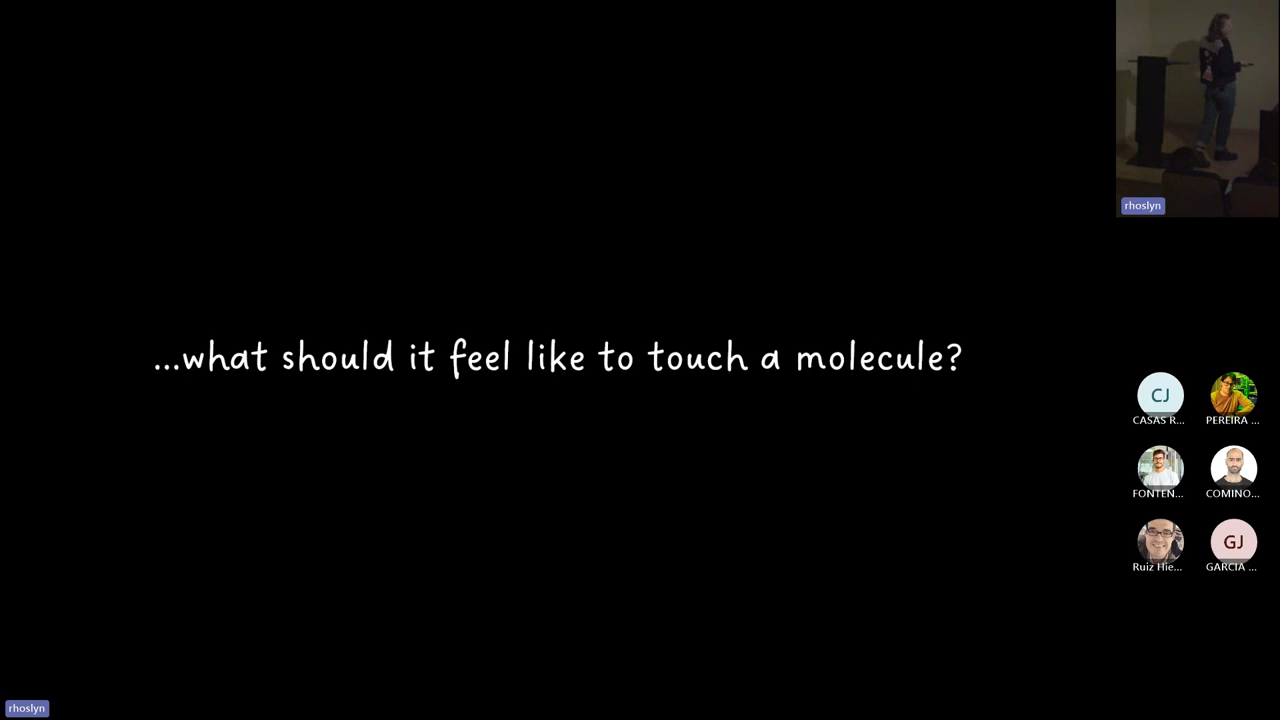 rhoslyn
...what should it feel like to touch a molecule?
CJ
CASAS R...
PEREIRA ...
FONTEN...
COMINO...
Ruiz Hie...
GJ
GARCIA ...
rhoslyn